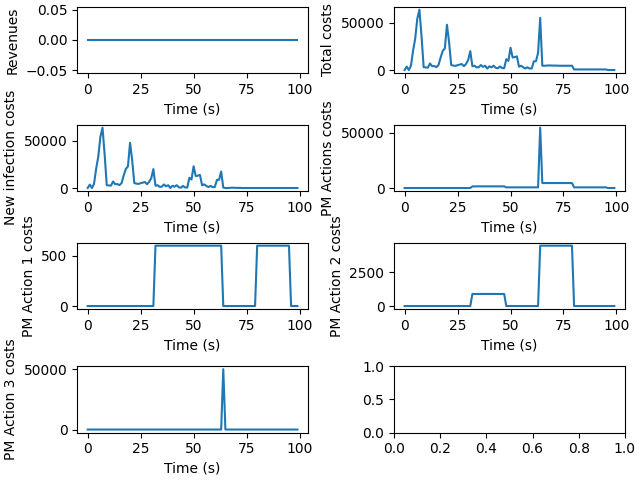 Revenues
0.05
0.00
−0.05
0 25 50 75 100
Time (s)
Total costs
50000
0
0 25 50 75 100
Time (s)
New infection costs
50000
0
0 25 50 75 100
Time (s)
PM Actions costs
50000
0
0 25 50 75 100
Time (s)
PM Action 1 costs
500
0
0 25 50 75 100
Time (s)
PM Action 2 costs
2500
0
0 25 50 75 100
Time (s)
PM Action 3 costs
50000
0
0 25 50 75 100
Time (s)
1.0
0.5
0.0
0.0 0.2 0.4 0.6 0.8 1.0